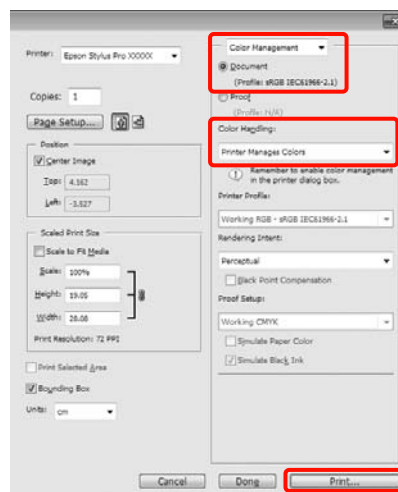 Printer: Epson Stylus Pro XXXXX
Copies: 1
Page Setup...
Position
Center Image
Top: 4.162
Left: -3.527
Scaled Print Size
Scale to Fit Media
Scale: 100%
Height: 19.05
Width: 28.08
Print Resolution: 72 PPI
Print Selected Area
Bounding Box
Units: cm
Color Management
Document
(Profile: sRGB IEC61966-2.1)
Proof
(Profile: N/A)
Color Handling:
Printer Manages Colors
Remember to enable color management
in the printer dialog box.
Printer Profile:
Working RGB - sRGB IEC61966-2.1
Rendering Intent:
Perceptual
Black Point Compensation
Proof Setup:
Working CMYK
Simulate Paper Color
Simulate Black Ink
Cancel
Done
Print...